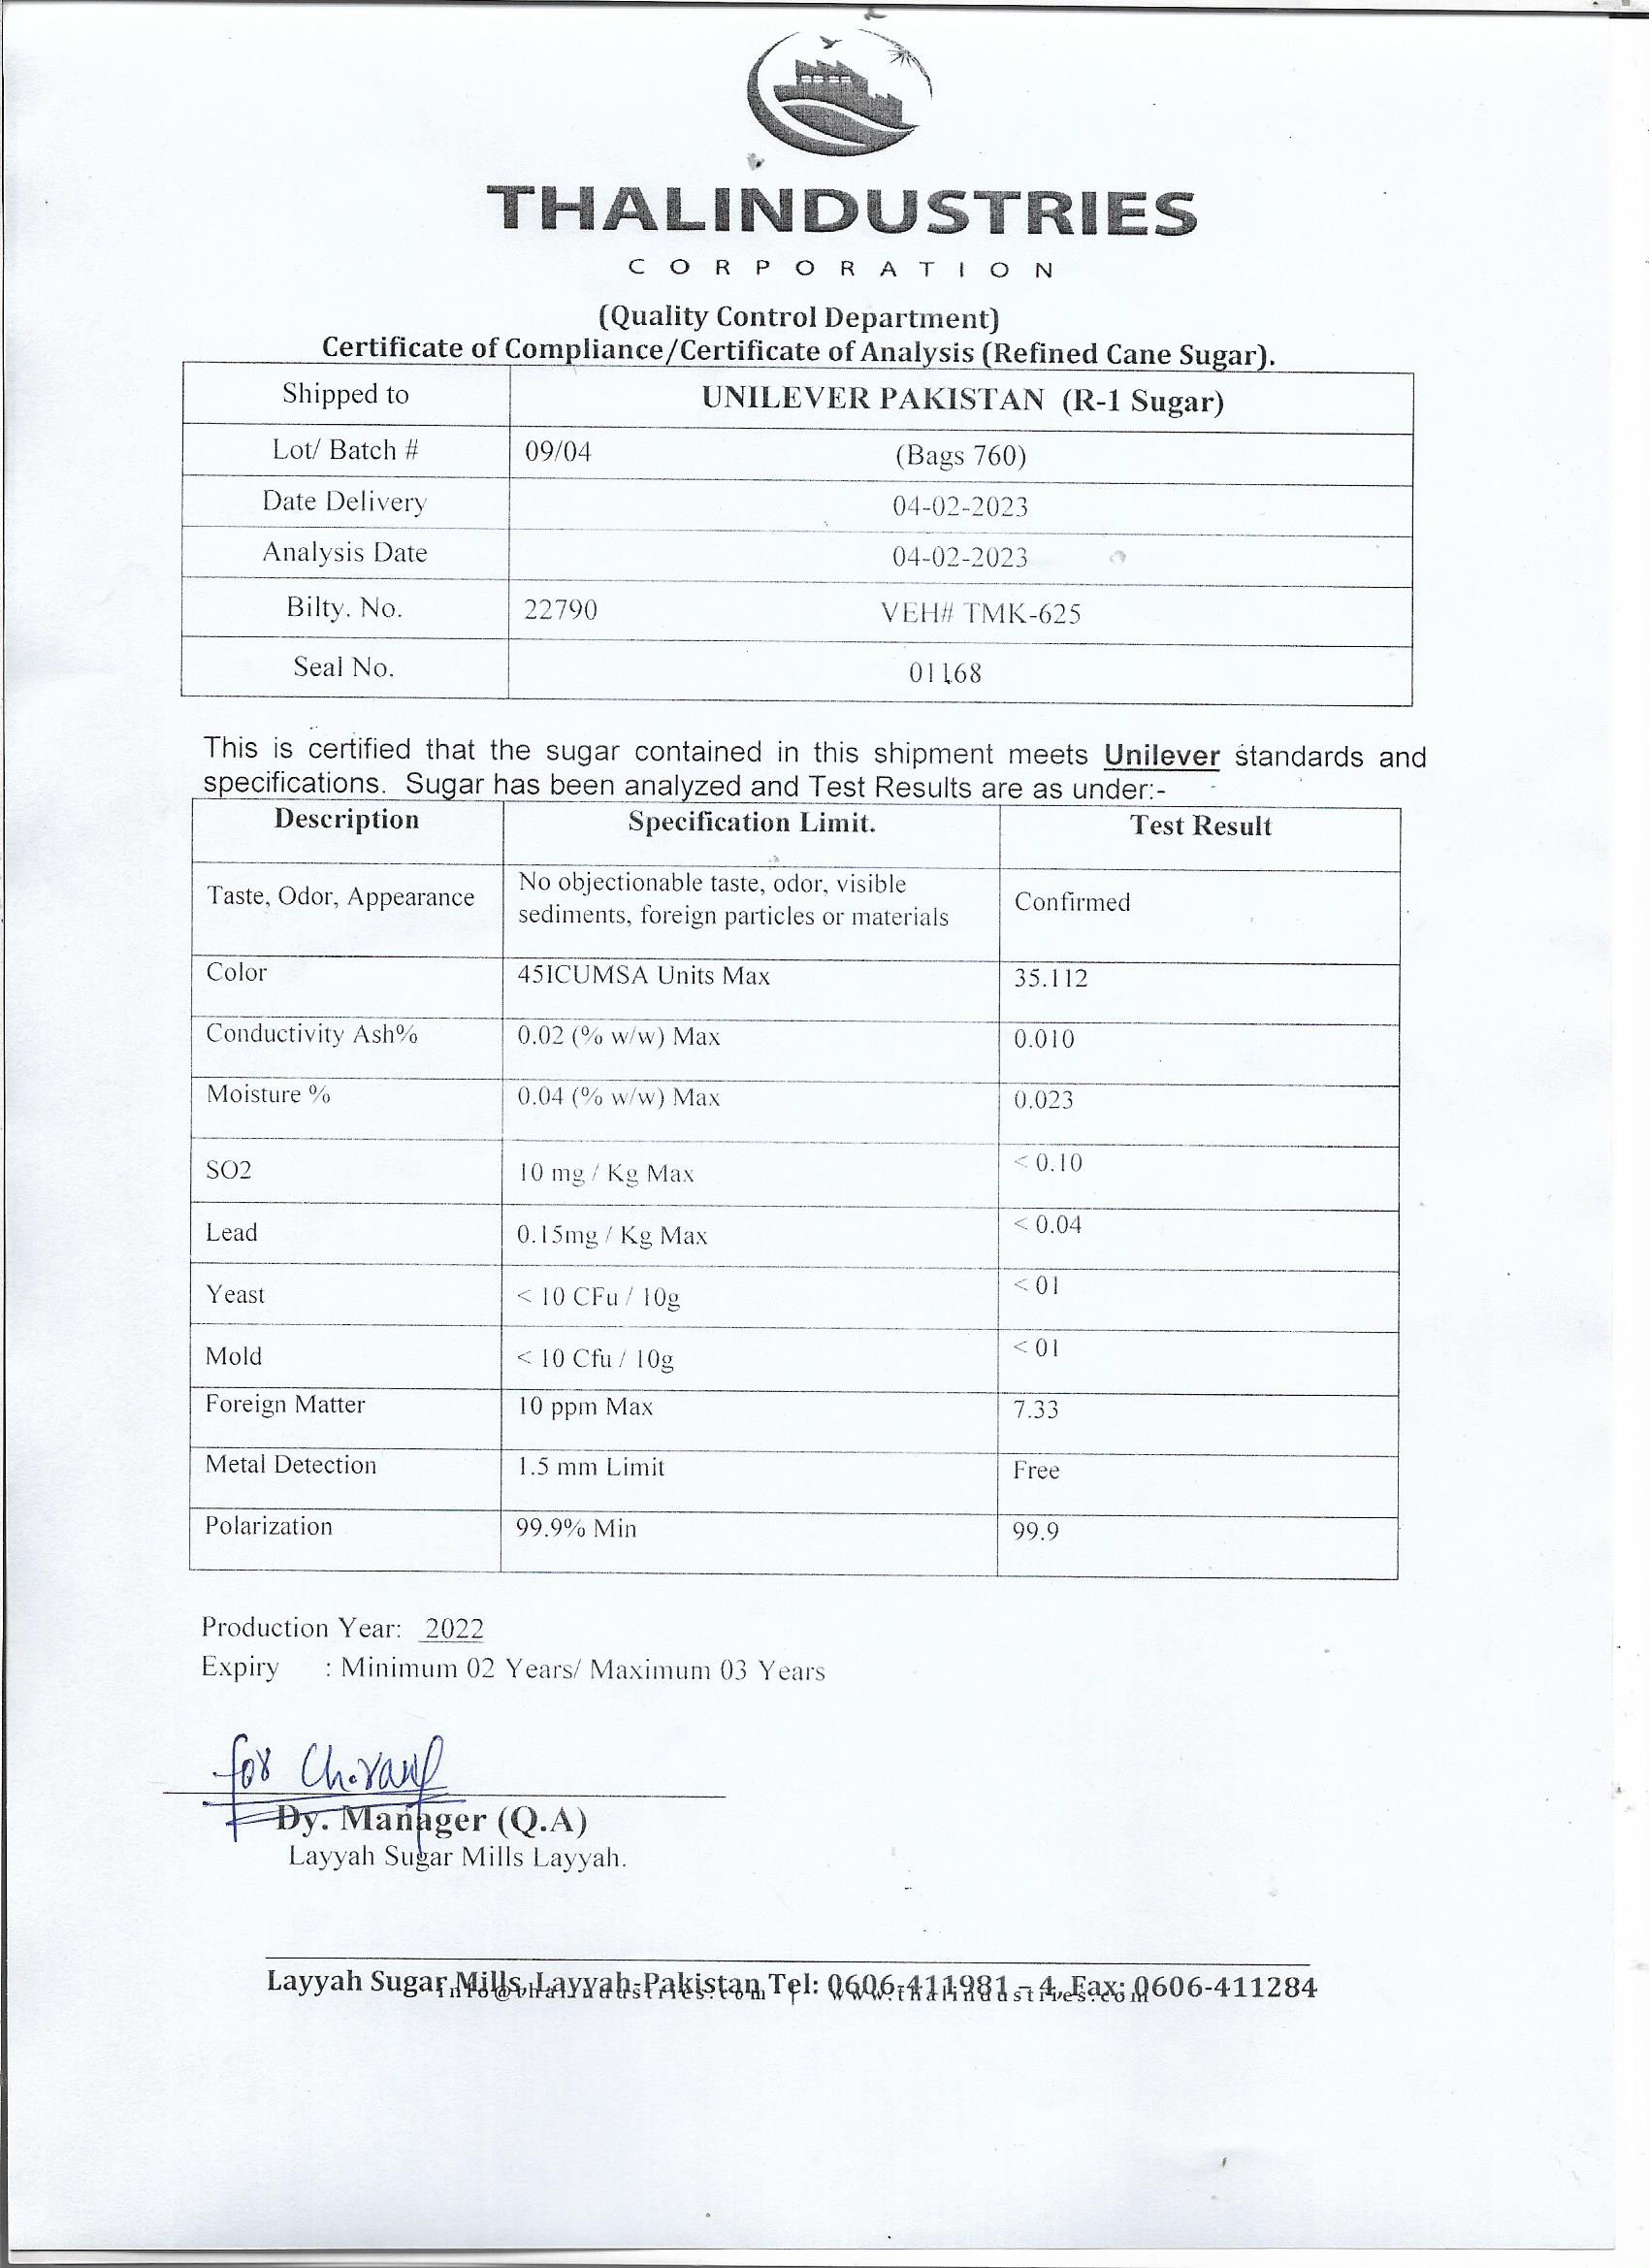 THALINDUSTRIES
CORPORATION
(Quality Control Department)
Certificate of Compliance/Certificate of Analysis (Refined Cane Sugar).
Shipped to UNILEVER PAKISTAN (R-1 Sugar)
Lot/ Batch # 09/04 (Bags 760)
Date Delivery 04-02-2023
Analysis Date 04-02-2023
Bilty. No. 22790 VEH# TMK-625
Seal No. 01168
This is certified that the sugar contained in this shipment meets Unilever standards and
specifications. Sugar has been analyzed and Test Results are as under:-
Description Specification Limit. Test Result
Taste, Odor, Appearance No objectionable taste, odor, visible
sediments, foreign particles or materials Confirmed
Color 45ICUMSA Units Max 35.112
Conductivity Ash% 0.02 (% w/w) Max 0.010
Moisture % 0.04 (% w/w) Max 0.023
SO2 10 mg / Kg Max < 0.10
Lead 0.15mg / Kg Max < 0.04
Yeast < 10 CFu / 10g < 01
Mold < 10 Cfu / 10g < 01
Foreign Matter 10 ppm Max 7.33
Metal Detection 1.5 mm Limit Free
Polarization 99.9% Min 99.9
Production Year: 2022
Expiry : Minimum 02 Years/ Maximum 03 Years
for
Dy. Manager (Q.A)
Layyah Sugar Mills Layyah.
Layyah Sugar Mills, Layyah-Pakistan Tel: 0606-411981 – 4, Fax: 0606-411284
info@thalindustries.com | www.thalindustries.com